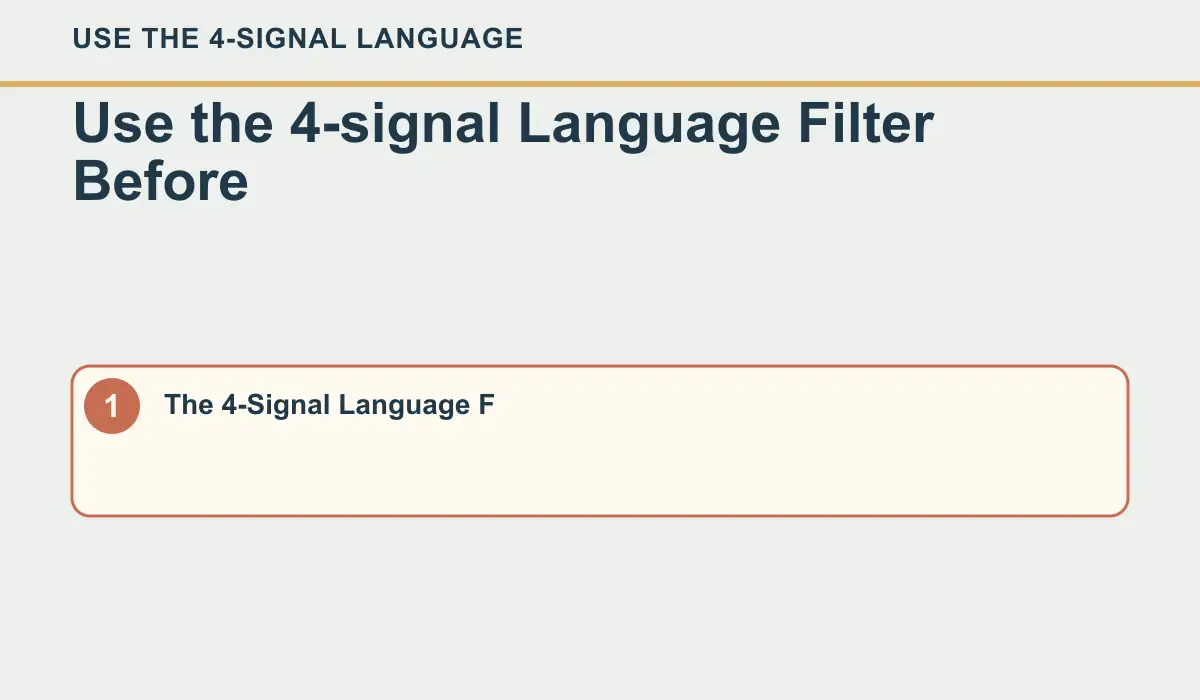 USE THE 4-SIGNAL LANGUAGE
Use the 4-signal Language Filter
Before
1
The 4-Signal Language F